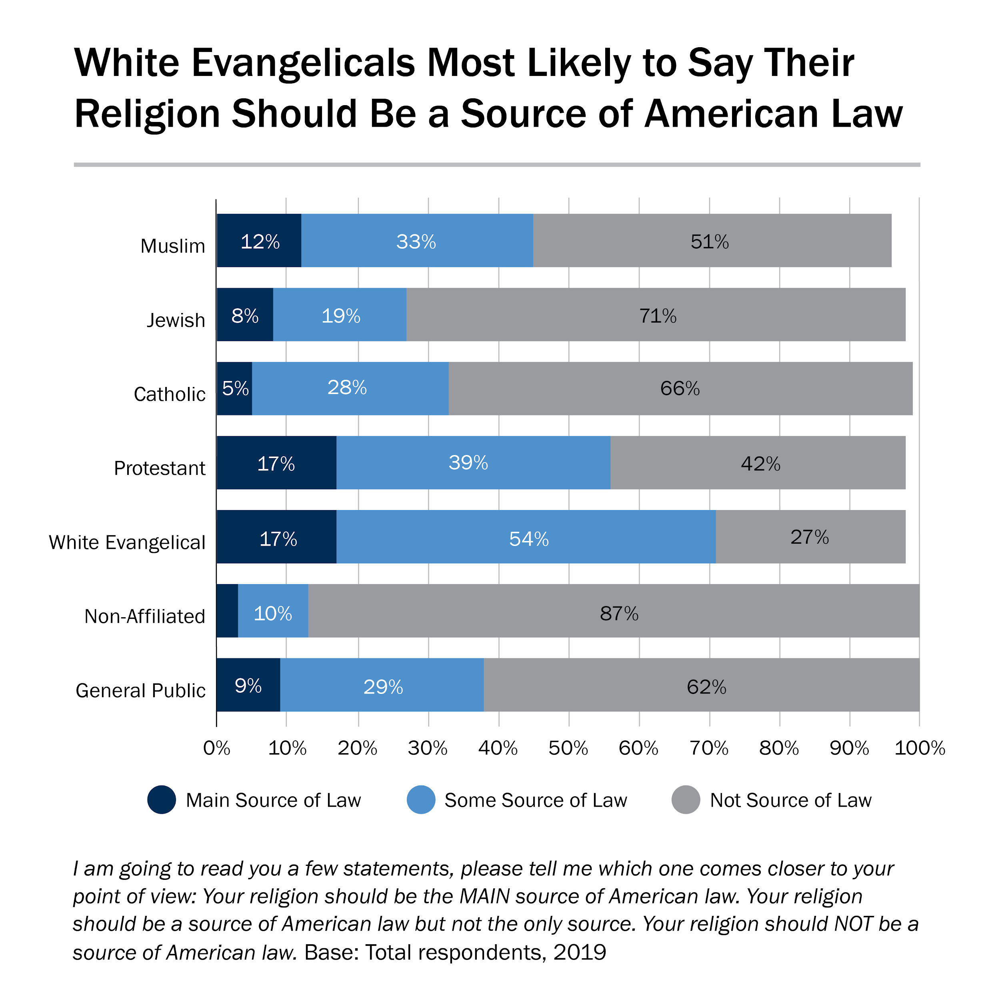 White Evangelicals Most Likely to Say Their
Religion Should Be a Source of American Law
Muslim 12% 33% 51%
Jewish 8% 19% 71%
Catholic 5% 28% 66%
Protestant 17% 39% 42%
White Evangelical 17% 54% 27%
Non-Affiliated 10% 87%
General Public 9% 29% 62%
0% 10% 20% 30% 40% 50% 60% 70% 80% 90% 100%
Main Source of Law Some Source of Law Not Source of Law
I am going to read you a few statements, please tell me which one comes closer to your
point of view: Your religion should be the MAIN source of American law. Your religion
should be a source of American law but not the only source. Your religion should NOT be a
source of American law. Base: Total respondents, 2019